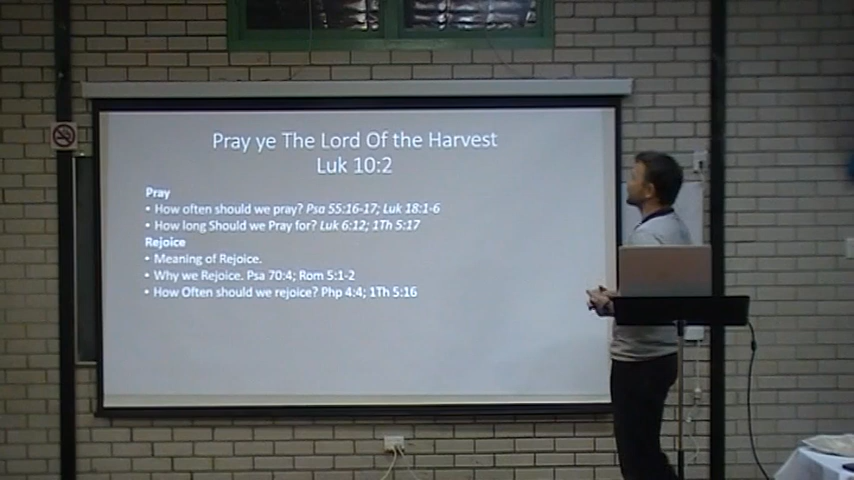 Pray ye The Lord Of the Harvest
Luk 10:2
Pray
• How often should we pray? Psa 55:16-17; Luk 18:1-6
• How long Should we Pray for? Luk 6:12; 1Th 5:17
Rejoice
• Meaning of Rejoice.
• Why we Rejoice. Psa 70:4; Rom 5:1-2
• How Often should we rejoice? Php 4:4; 1Th 5:16